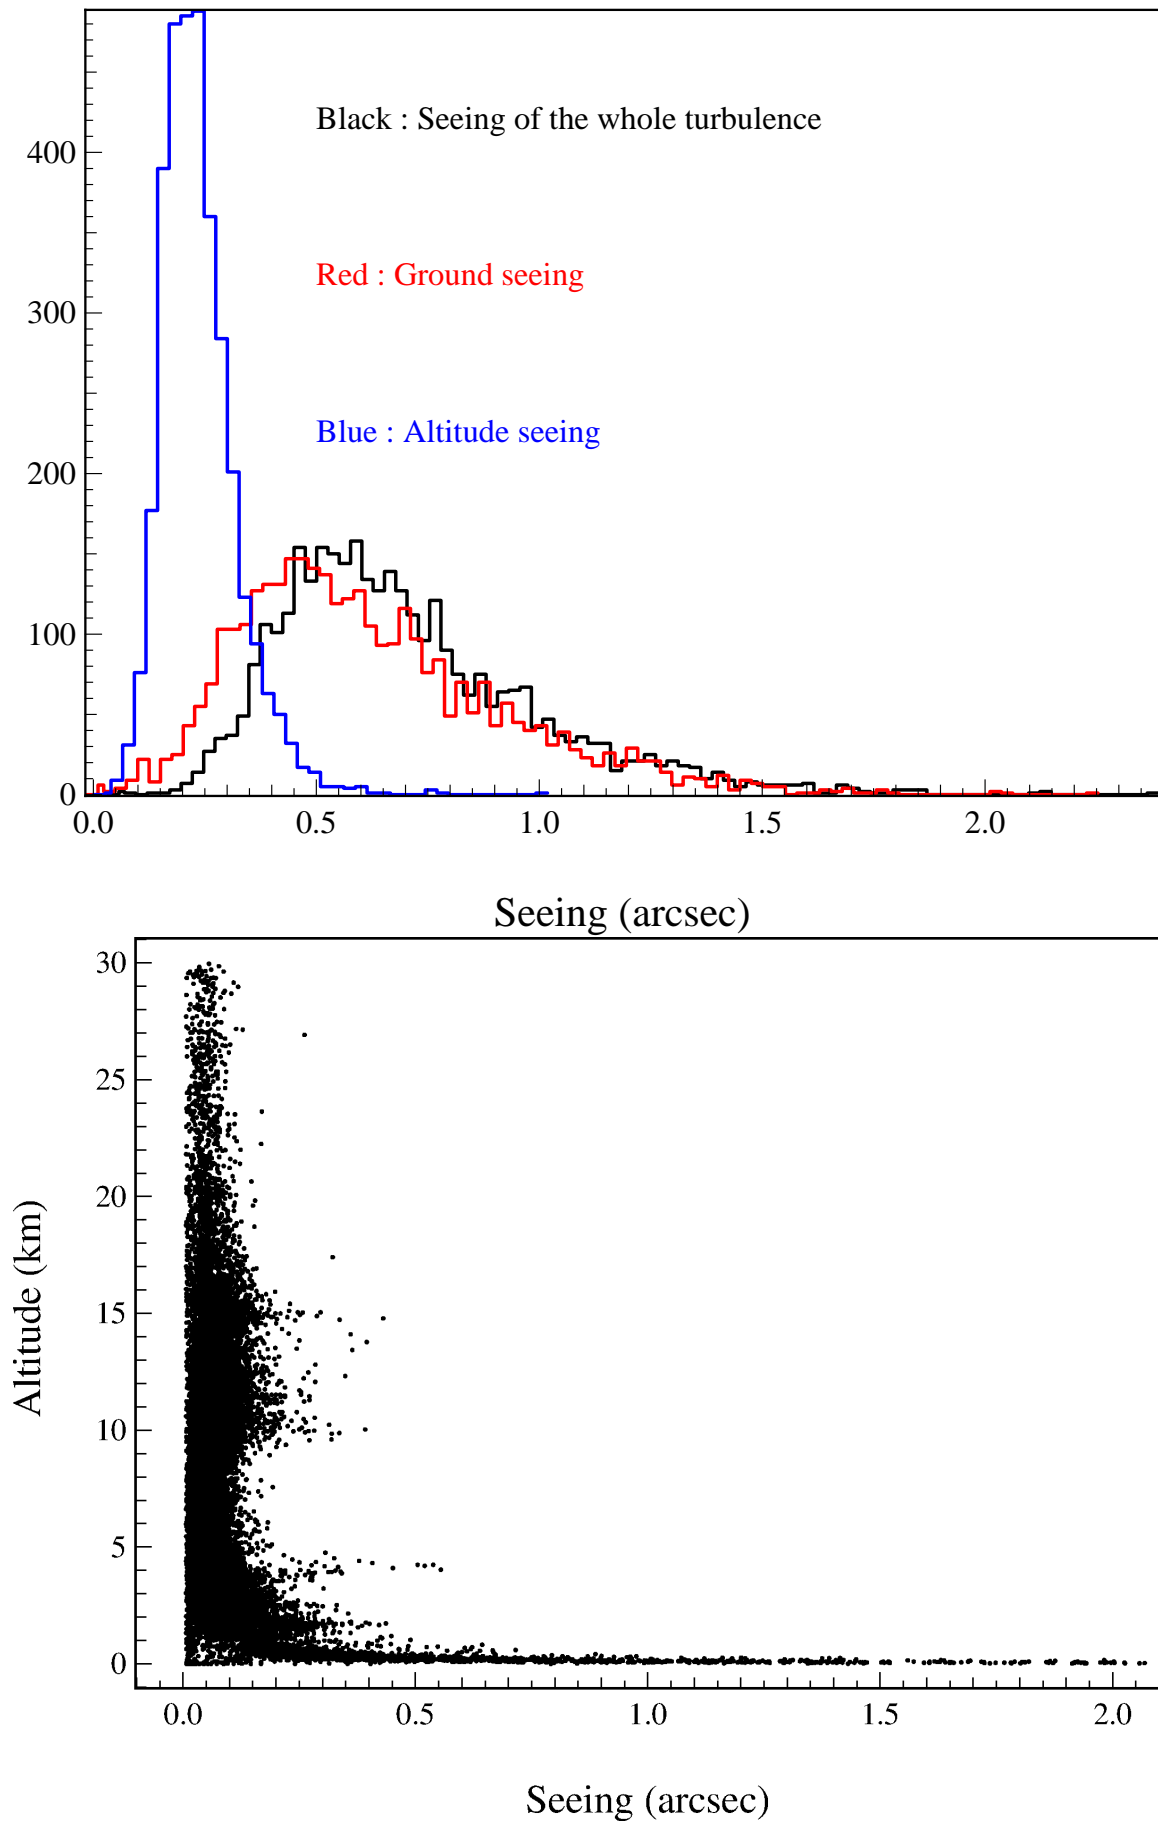 Black : Seeing of the whole turbulence
400
Red : Ground seeing
300
Blue : Altitude seeing
200
100
0
0.0 0.5 1.0 1.5 2.0
Seeing (arcsec)
30
25
20
Altitude (km)
15
10
5
0
0.0 0.5 1.0 1.5 2.0
Seeing (arcsec)